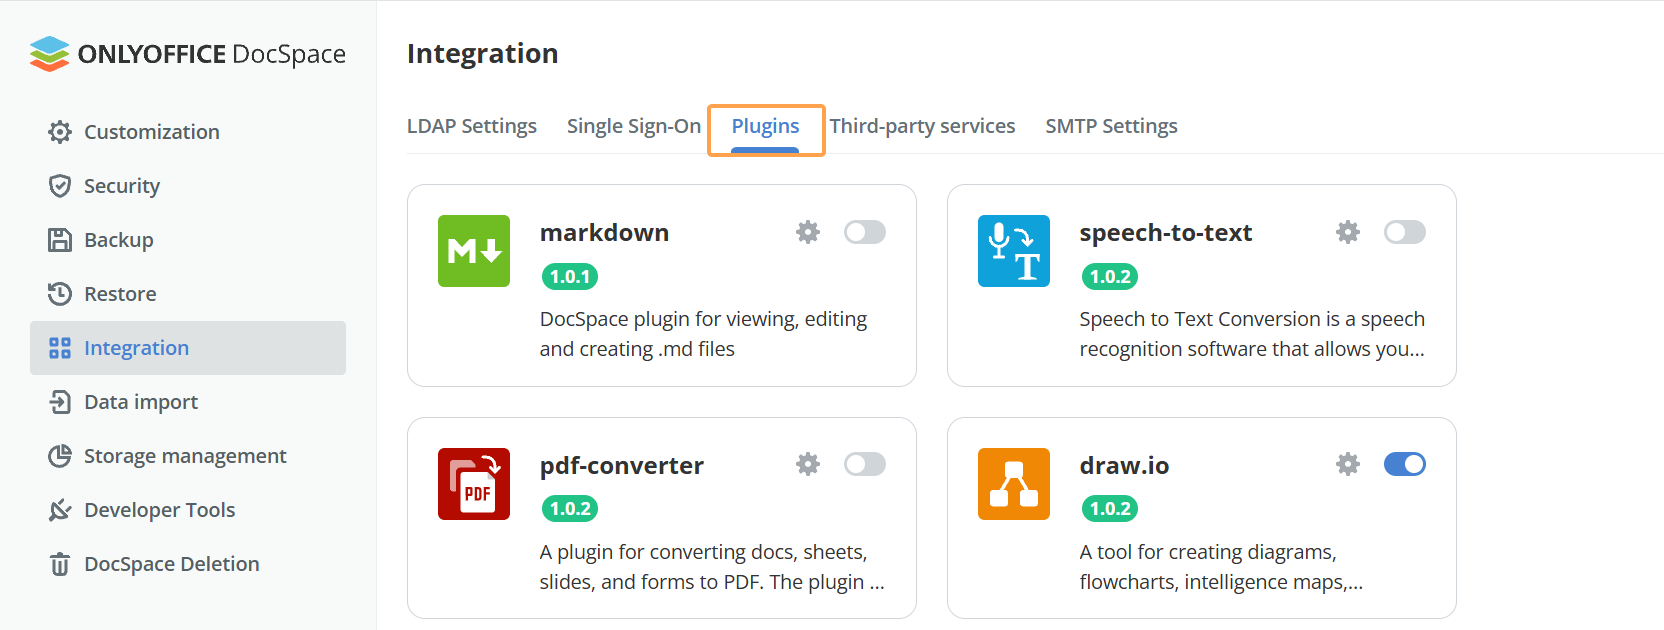 ONLYOFFICE DocSpace
Customization
Security
Backup
Restore
Integration
Data import
Storage management
Developer Tools
DocSpace Deletion
Integration
LDAP Settings Single Sign-On Plugins Third-party services SMTP Settings
M
markdown
1.0.1
DocSpace plugin for viewing, editing
and creating .md files
T
speech-to-text
1.0.2
Speech to Text Conversion is a speech
recognition software that allows you...
PDF
pdf-converter
1.0.2
A plugin for converting docs, sheets,
slides, and forms to PDF. The plugin ...
draw.io
1.0.2
A tool for creating diagrams,
flowcharts, intelligence maps,...